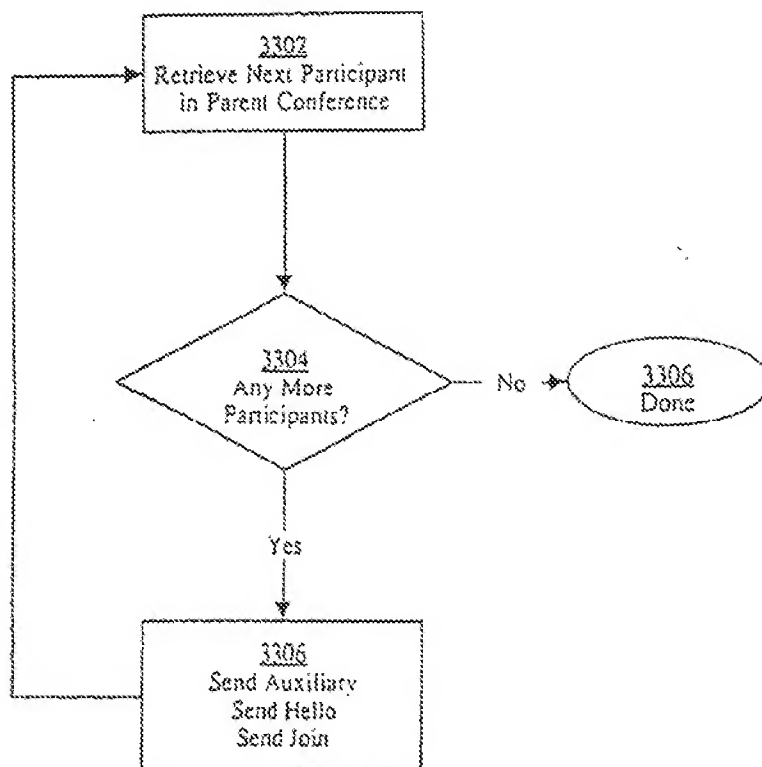 3302
Retrieve Next Participant
in Parent Conference
3304
Any More
Participants?
No
3306
Done
Yes
3306
Send Auxiliary
Send Hello
Send Join